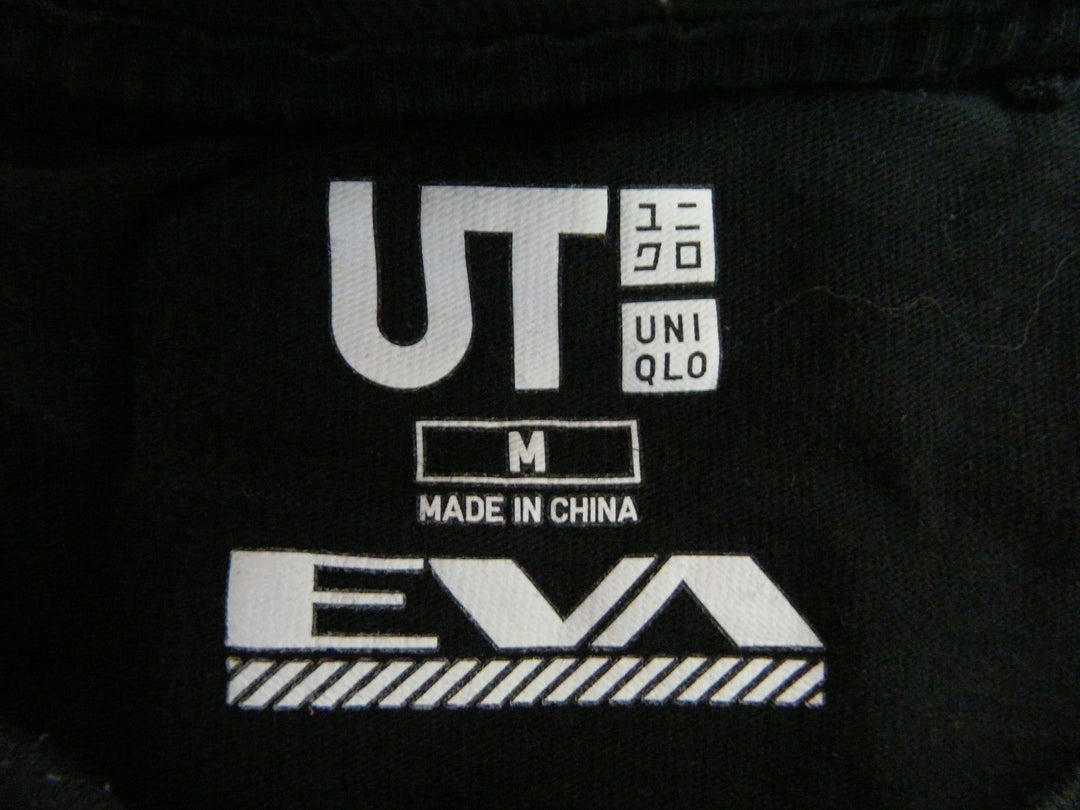 UT
ユニ
クロ
UNI
QLO
M
MADE IN CHINA
EVA